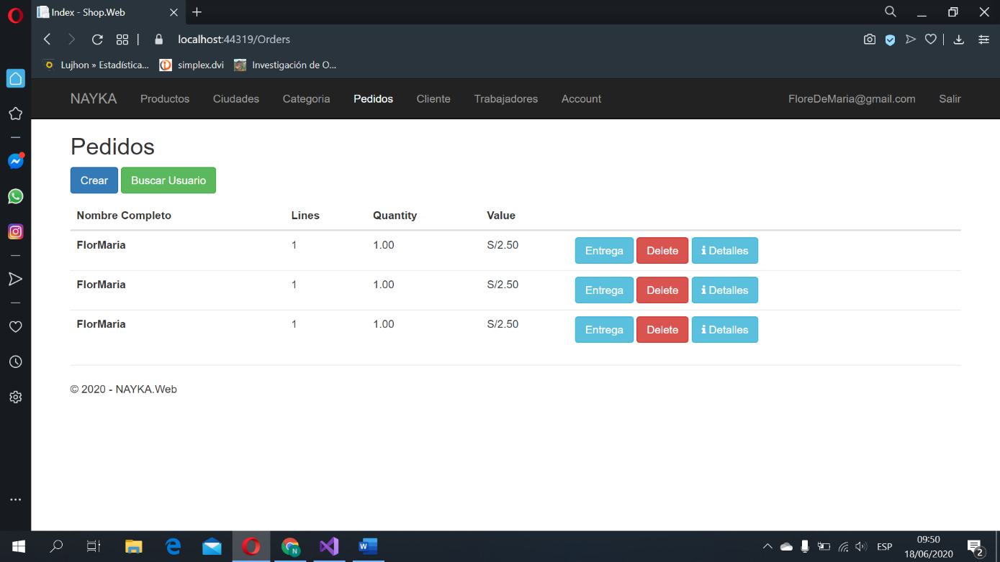 Index - Shop.Web
localhost:44319/Orders
Lujhon » Estadística... simplex.dvi Investigación de O...
NAYKA Productos Ciudades Categoria Pedidos Cliente Trabajadores Account FloreDeMaria@gmail.com Salir
Pedidos
Crear Buscar Usuario
Nombre Completo Lines Quantity Value
FlorMaria 1 1.00 S/2.50 Entrega Delete Detalles
FlorMaria 1 1.00 S/2.50 Entrega Delete Detalles
FlorMaria 1 1.00 S/2.50 Entrega Delete Detalles
© 2020 - NAYKA.Web
N W ESP 09:50 2
18/06/2020